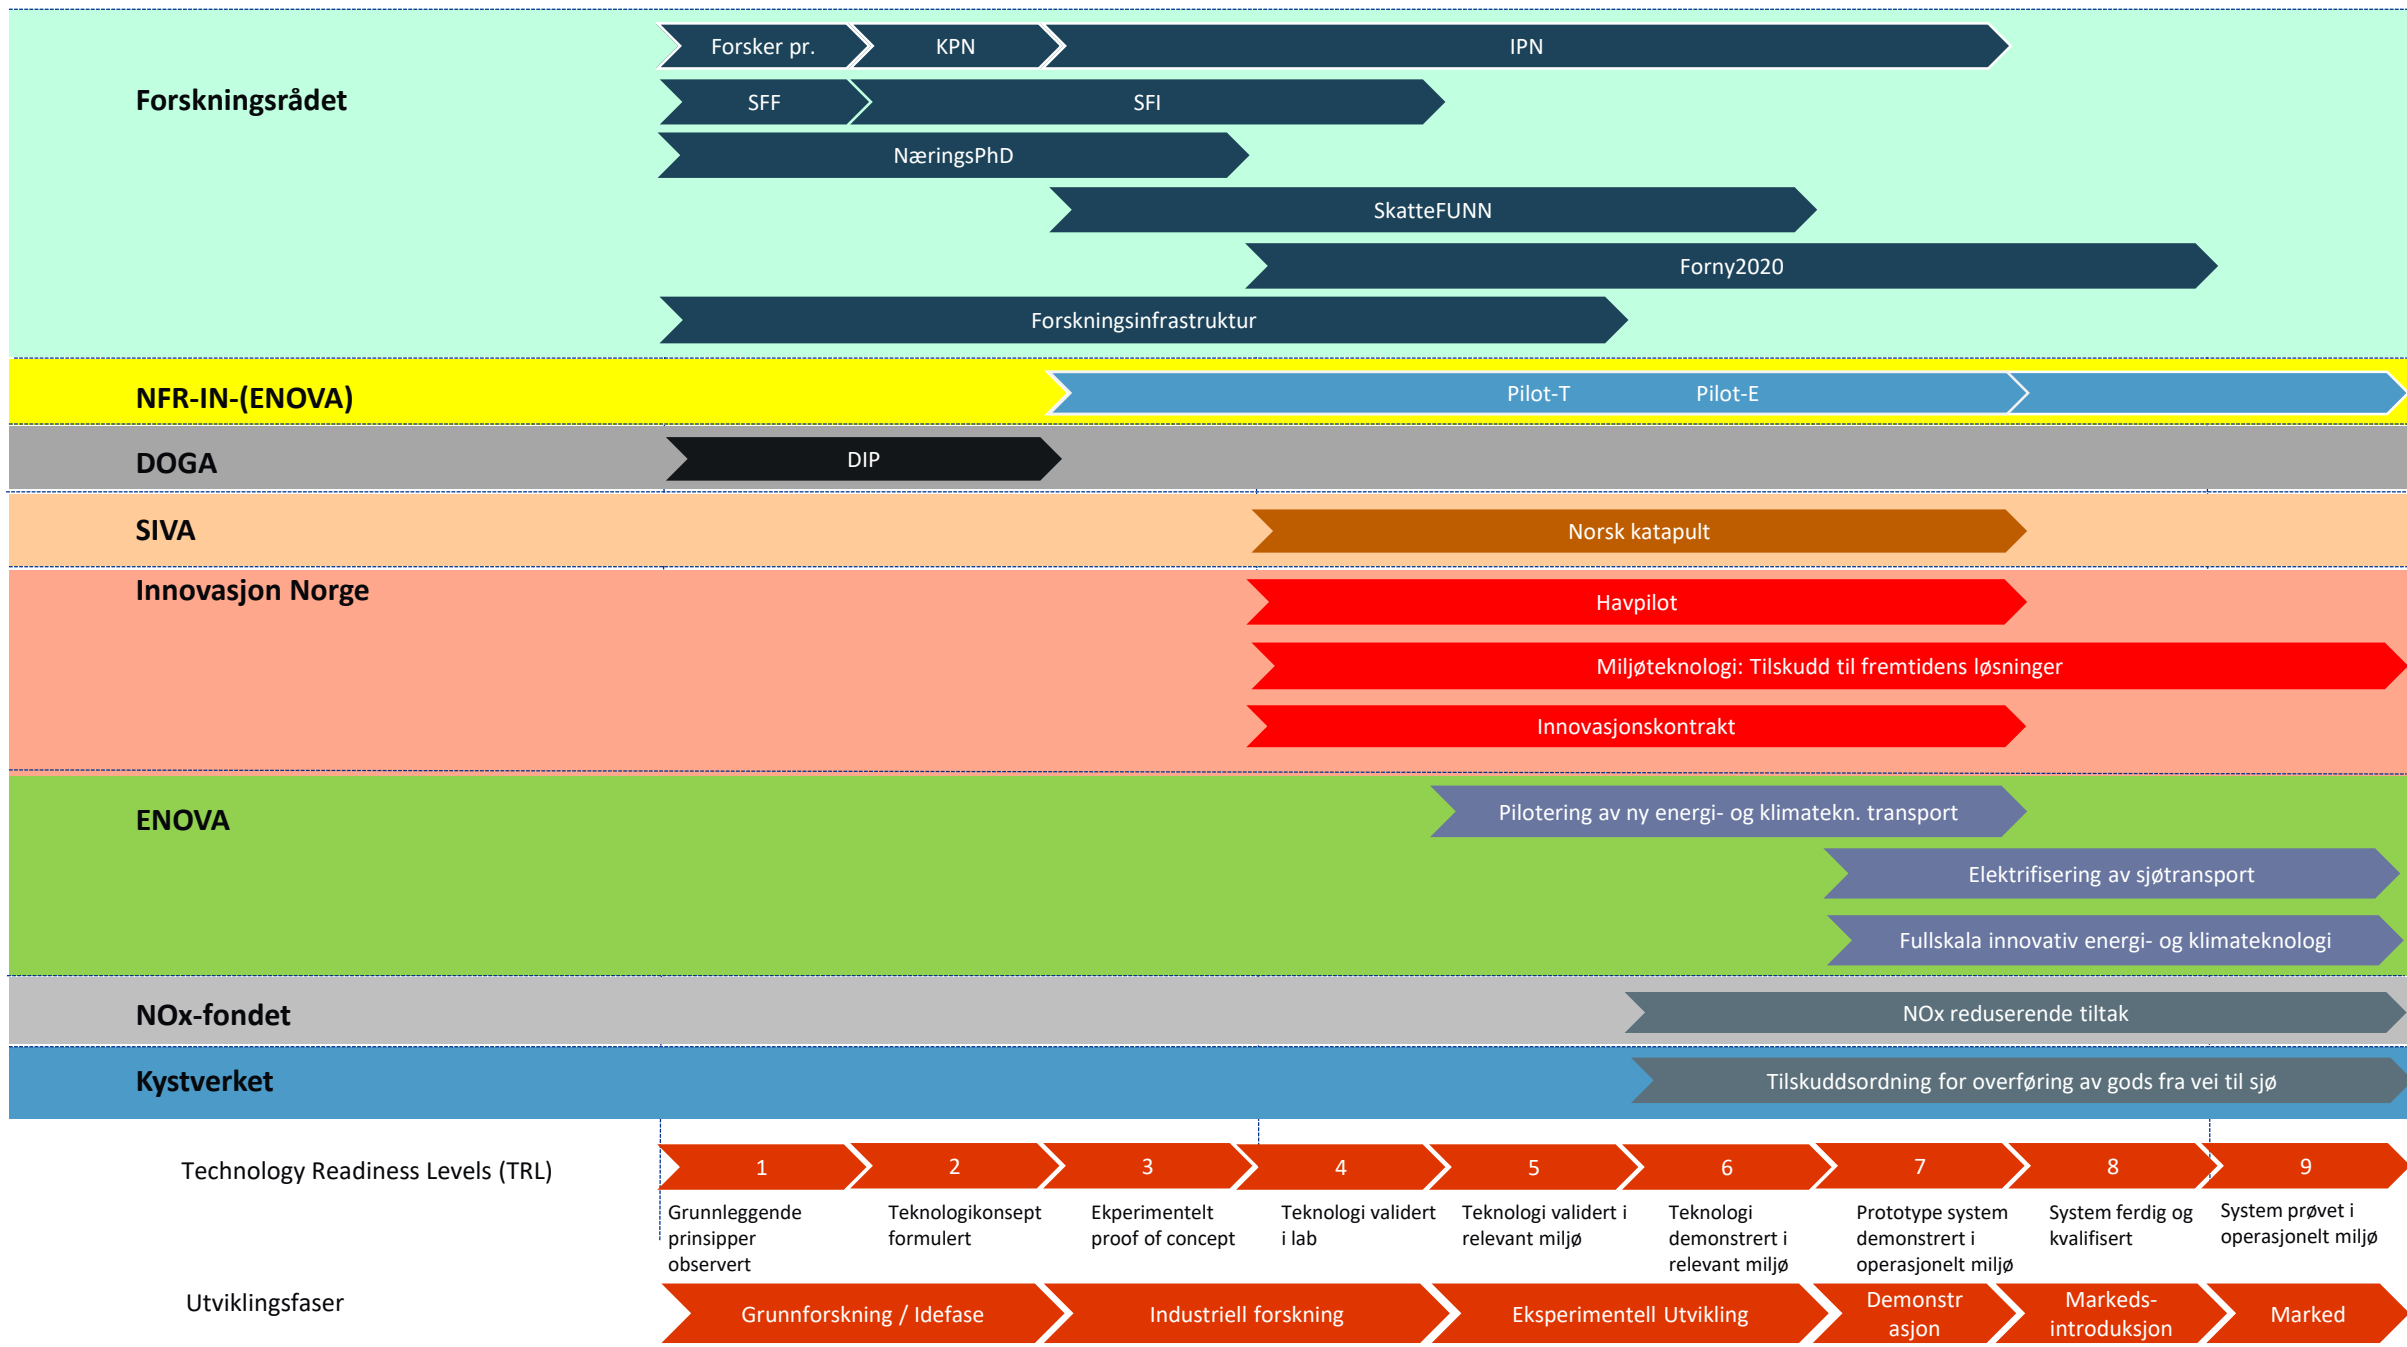 Forskningsrådet
Forsker pr.
KPN
IPN
SFF
SFI
NæringsPhD
SkatteFUNN
Forny2020
Forskningsinfrastruktur
NFR-IN-(ENOVA)
Pilot-T
Pilot-E
DOGA
DIP
SIVA
Norsk katapult
Innovasjon Norge
Havpilot
Miljøteknologi: Tilskudd til fremtidens løsninger
Innovasjonskontrakt
ENOVA
Pilotering av ny energi- og klimatekn. transport
Elektrifisering av sjøtransport
Fullskala innovativ energi- og klimateknologi
NOx-fondet
NOx reduserende tiltak
Kystverket
Tilskuddsordning for overføring av gods fra vei til sjø
Technology Readiness Levels (TRL)
1
2
3
4
5
6
7
8
9
Grunnleggende
prinsipper
observert
Teknologikonsept
formulert
Ekperimentelt
proof of concept
Teknologi validert
i lab
Teknologi validert i
relevant miljø
Teknologi
demonstrert i
relevant miljø
Prototype system
demonstrert i
operasjonelt miljø
System ferdig og
kvalifisert
System prøvet i
operasjonelt miljø
Utviklingsfaser
Grunnforskning / Idefase
Industriell forskning
Eksperimentell Utvikling
Demonstr
asjon
Markeds-
introduksjon
Marked